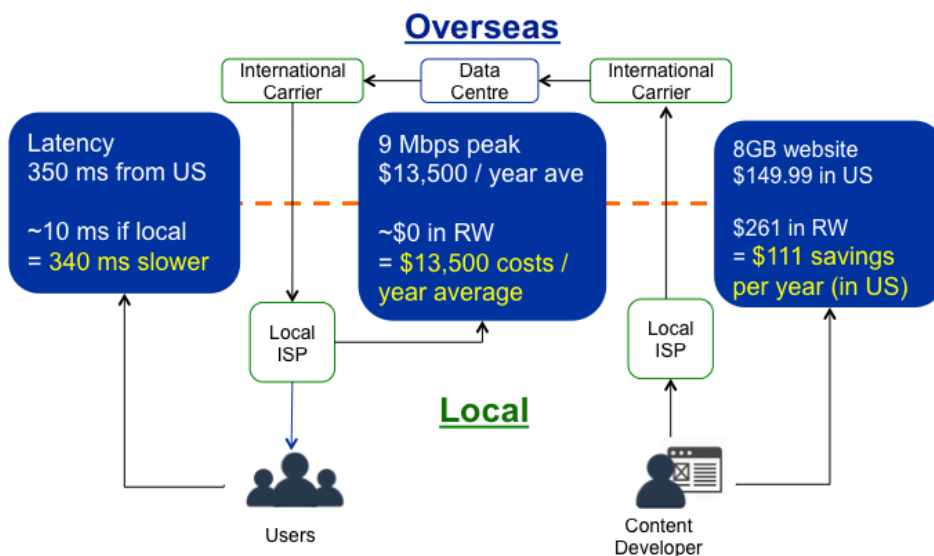 Overseas
International
Carrier
Data
Centre
International
Carrier
Latency
350 ms from US
~10 ms if local
= 340 ms slower
9 Mbps peak
$13,500 / year ave
~$0 in RW
= $13,500 costs /
year average
8GB website
$149.99 in US
$261 in RW
= $111 savings
per year (in US)
Local
ISP
Local
ISP
Local
Users
Content
Developer